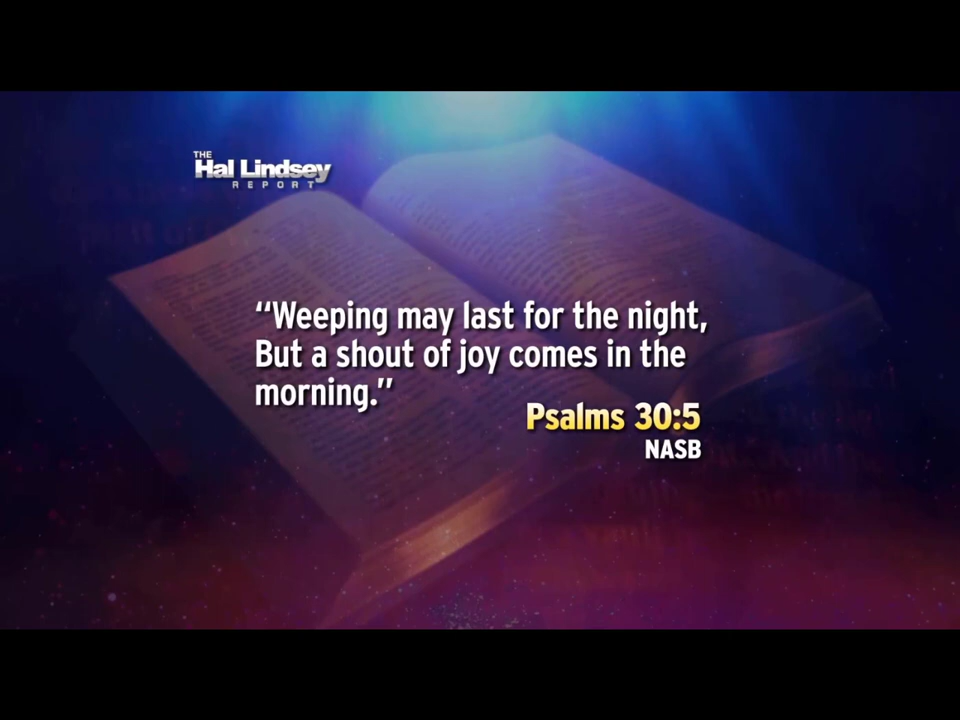 THE
Hal Lindsey
REPORT
“Weeping may last for the night,
But a shout of joy comes in the
morning.”
Psalms 30:5
NASB